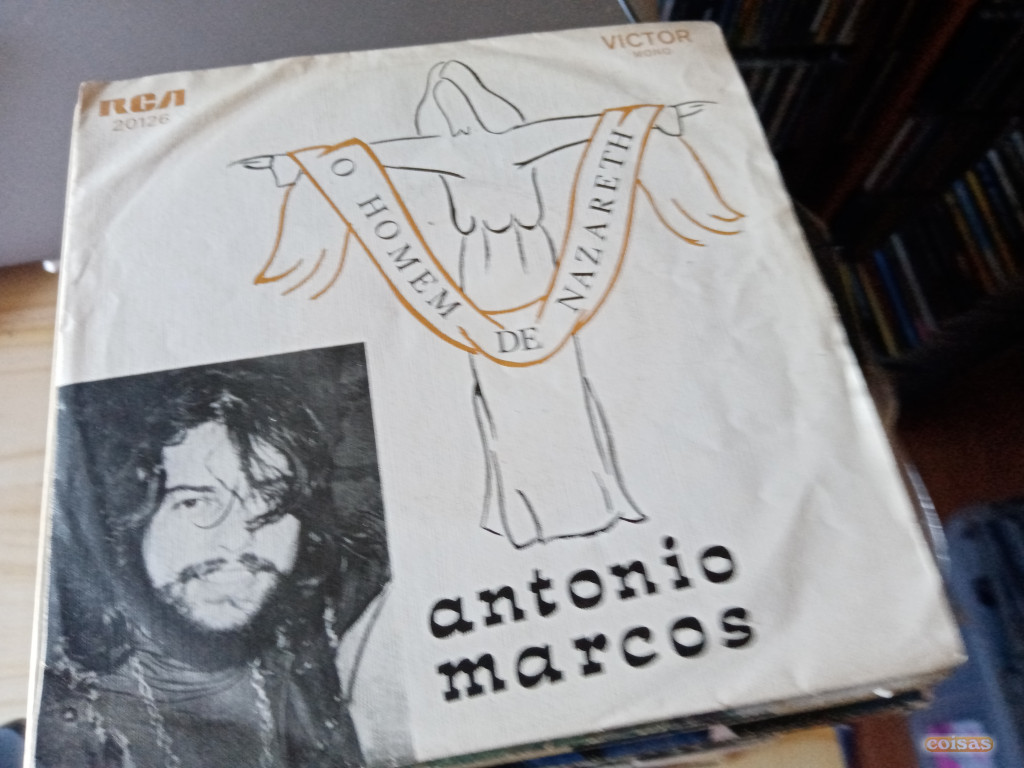 RCA
20126
VICTOR
MONO
O HOMEM DE NAZARETH
antonio
marcos
coisas